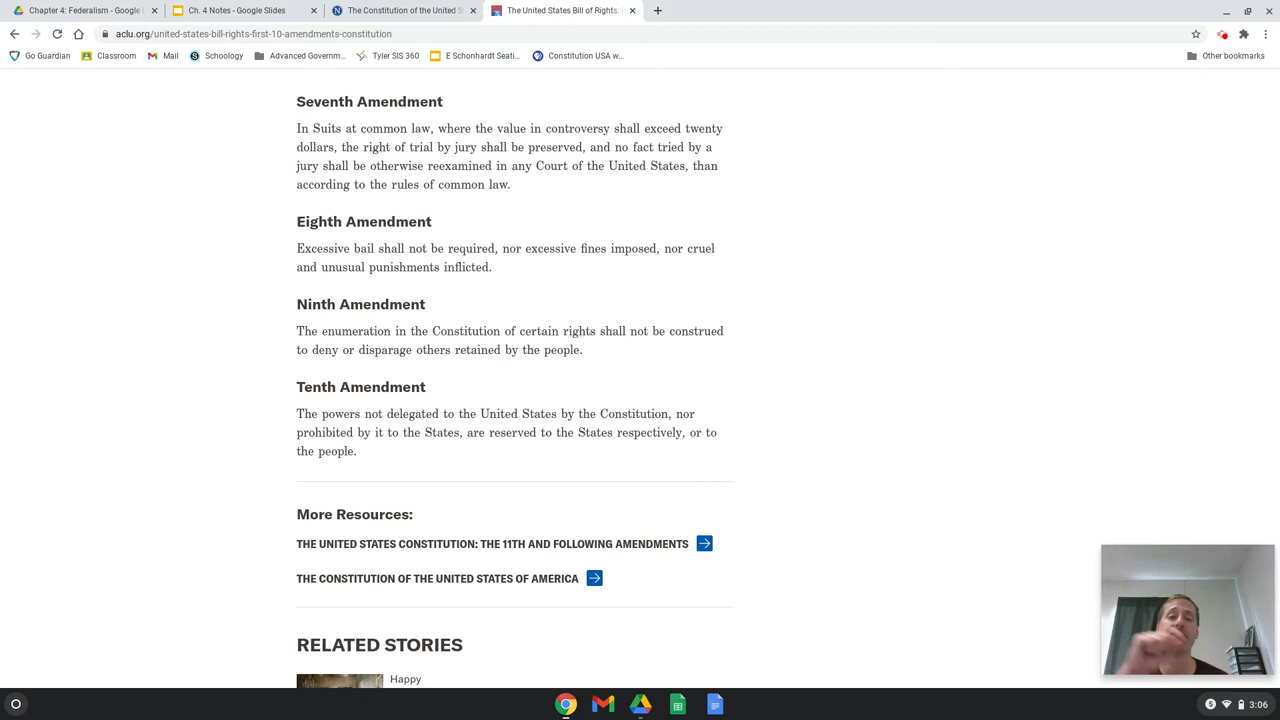 Chapter 4: Federalism - Google
Ch. 4 Notes - Google Slides
The Constitution of the United S
The United States Bill of Rights:
aclu.org/united-states-bill-rights-first-10-amendments-constitution
Go Guardian
Classroom
Mail
Schoology
Advanced Governm...
Tyler SIS 360
E Schonhardt Seati...
Constitution USA w...
Other bookmarks
Seventh Amendment
In Suits at common law, where the value in controversy shall exceed twenty
dollars, the right of trial by jury shall be preserved, and no fact tried by a
jury shall be otherwise reexamined in any Court of the United States, than
according to the rules of common law.
Eighth Amendment
Excessive bail shall not be required, nor excessive fines imposed, nor cruel
and unusual punishments inflicted.
Ninth Amendment
The enumeration in the Constitution of certain rights shall not be construed
to deny or disparage others retained by the people.
Tenth Amendment
The powers not delegated to the United States by the Constitution, nor
prohibited by it to the States, are reserved to the States respectively, or to
the people.
More Resources:
THE UNITED STATES CONSTITUTION: THE 11TH AND FOLLOWING AMENDMENTS
THE CONSTITUTION OF THE UNITED STATES OF AMERICA
RELATED STORIES
Happy
5
3:06